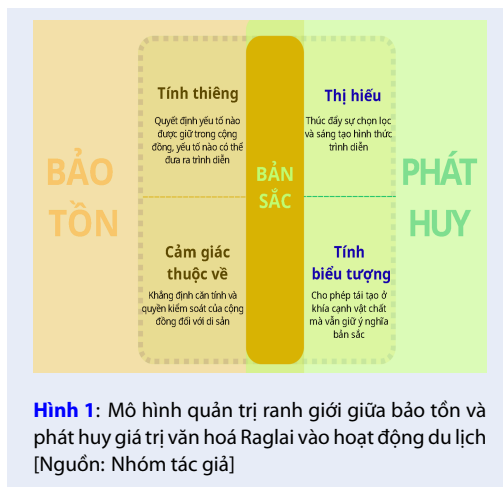 BẢO
TỒN
Tính thiêng
Quyết định yếu tố nào
được giữ trong cộng
đồng, yếu tố nào có thể
đưa ra trình diễn
Cảm giác
thuộc về
Khẳng định căn tính và
quyền kiểm soát của cộng
đồng đối với di sản
BẢN
SẮC
Thị hiếu
Thúc đẩy sự chọn lọc
và sáng tạo hình thức
trình diễn
Tính
biểu tượng
Cho phép tái tạo ở
khía cạnh vật chất
mà vẫn giữ ý nghĩa
bản sắc
PHÁT
HUY
Hình 1: Mô hình quản trị ranh giới giữa bảo tồn và
phát huy giá trị văn hoá Raglai vào hoạt động du lịch
[Nguồn: Nhóm tác giả]